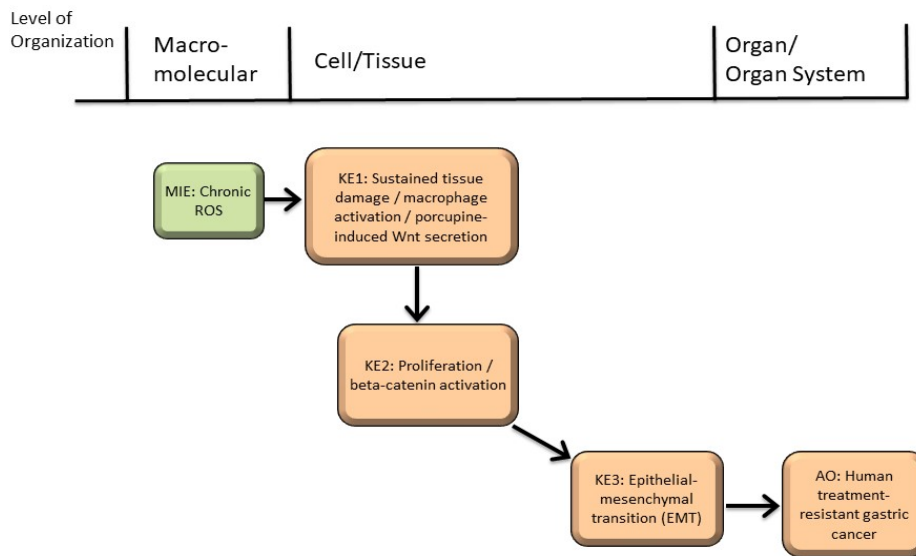 Level of
Organization
Macro-
molecular
Cell/Tissue
Organ/
Organ System
MIE: Chronic
ROS
KE1: Sustained tissue
damage / macrophage
activation / porcupine-
induced Wnt secretion
KE2: Proliferation /
beta-catenin activation
KE3: Epithelial-
mesenchymal
transition (EMT)
AO: Human
treatment-
resistant gastric
cancer